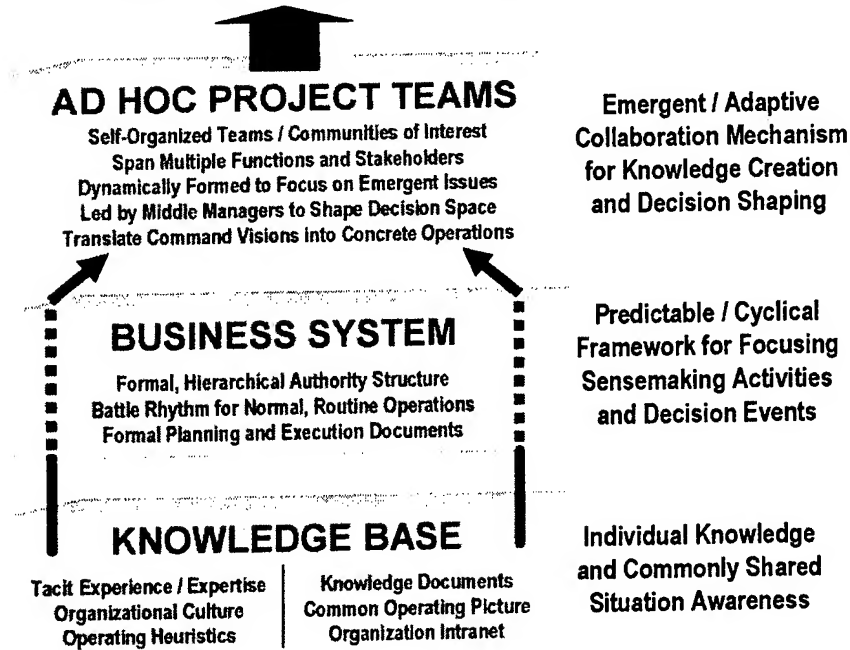 AD HOC PROJECT TEAMS
Self-Organized Teams / Communities of Interest
Span Multiple Functions and Stakeholders
Dynamically Formed to Focus on Emergent Issues
Led by Middle Managers to Shape Decision Space
Translate Command Visions into Concrete Operations
Emergent / Adaptive
Collaboration Mechanism
for Knowledge Creation
and Decision Shaping
BUSINESS SYSTEM
Formal, Hierarchical Authority Structure
Battle Rhythm for Normal, Routine Operations
Formal Planning and Execution Documents
Predictable / Cyclical
Framework for Focusing
Sensemaking Activities
and Decision Events
KNOWLEDGE BASE
Tacit Experience / Expertise
Organizational Culture
Operating Heuristics
Knowledge Documents
Common Operating Picture
Organization Intranet
Individual Knowledge
and Commonly Shared
Situation Awareness